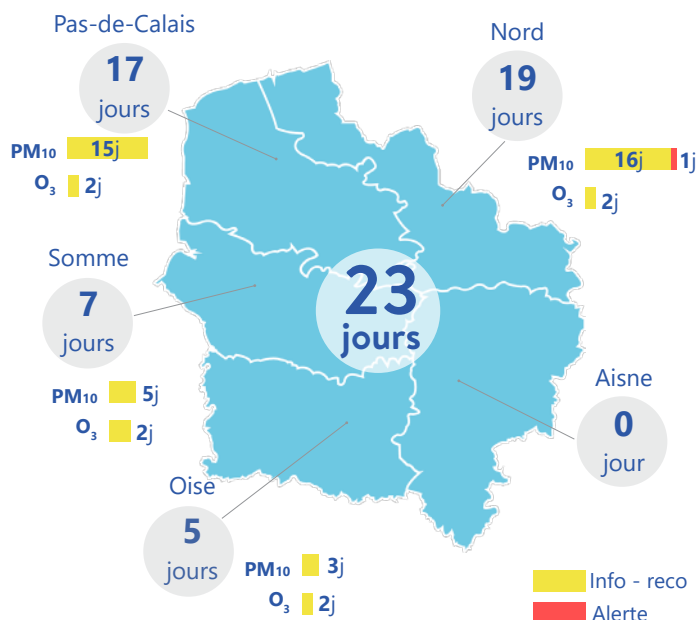 Pas-de-Calais
17
jours
PM10 15j
O3 2j
Nord
19
jours
PM10 16j 1j
O3 2j
Somme
7
jours
PM10 5j
O3 2j
23
jours
Aisne
0
jour
Oise
5
jours
PM10 3j
O3 2j
Info - reco
Alerte